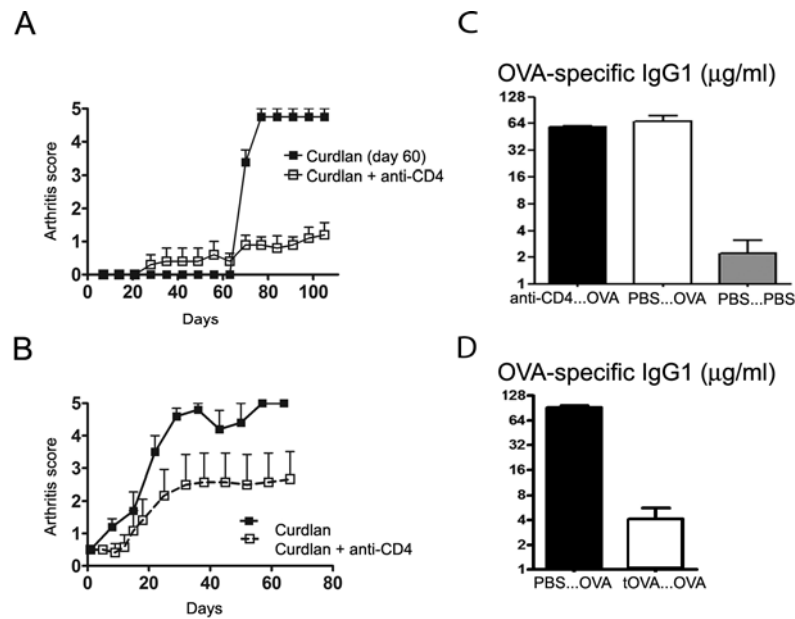 A
Arthritis score
5
4
3
2
1
0
Curdlan (day 60)
Curdlan + anti-CD4
0 20 40 60 80 100
Days
B
Arthritis score
5
4
3
2
1
0
Curdlan
Curdlan + anti-CD4
0 20 40 60 80
Days
C
OVA-specific IgG1 (μg/ml)
128
64
32
16
8
4
2
1
anti-CD4...OVA PBS...OVA PBS...PBS
D
OVA-specific IgG1 (μg/ml)
128
64
32
16
8
4
2
1
PBS...OVA tOVA...OVA